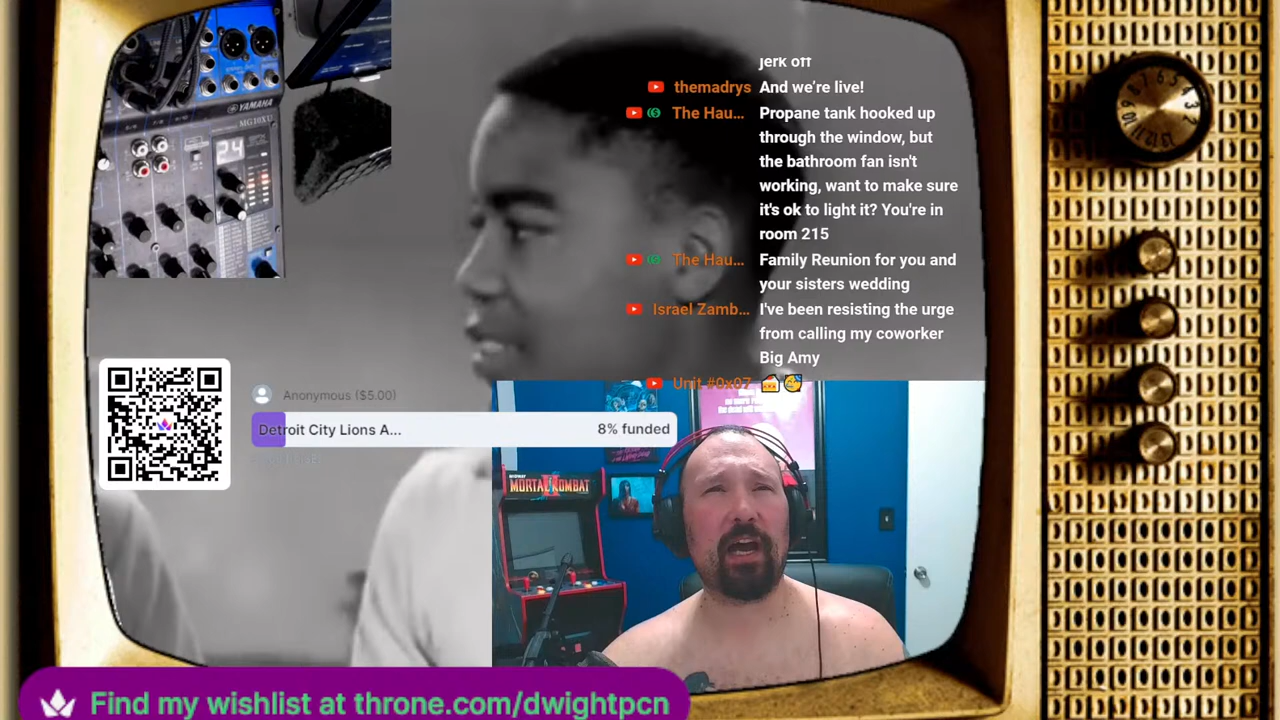 jerk off
themadrys And we're live!
The Hau... Propane tank hooked up
through the window, but
the bathroom fan isn't
working, want to make sure
it's ok to light it? You're in
room 215
The Hau... Family Reunion for you and
your sisters wedding
Israel Zamb... I've been resisting the urge
from calling my coworker
Big Amy
Unit #0x07
YAMAHA
MG10XU
24
Anonymous ($5.00)
Detroit City Lions A... 8% funded
MORTAL KOMBAT
Find my wishlist at throne.com/dwightpcn